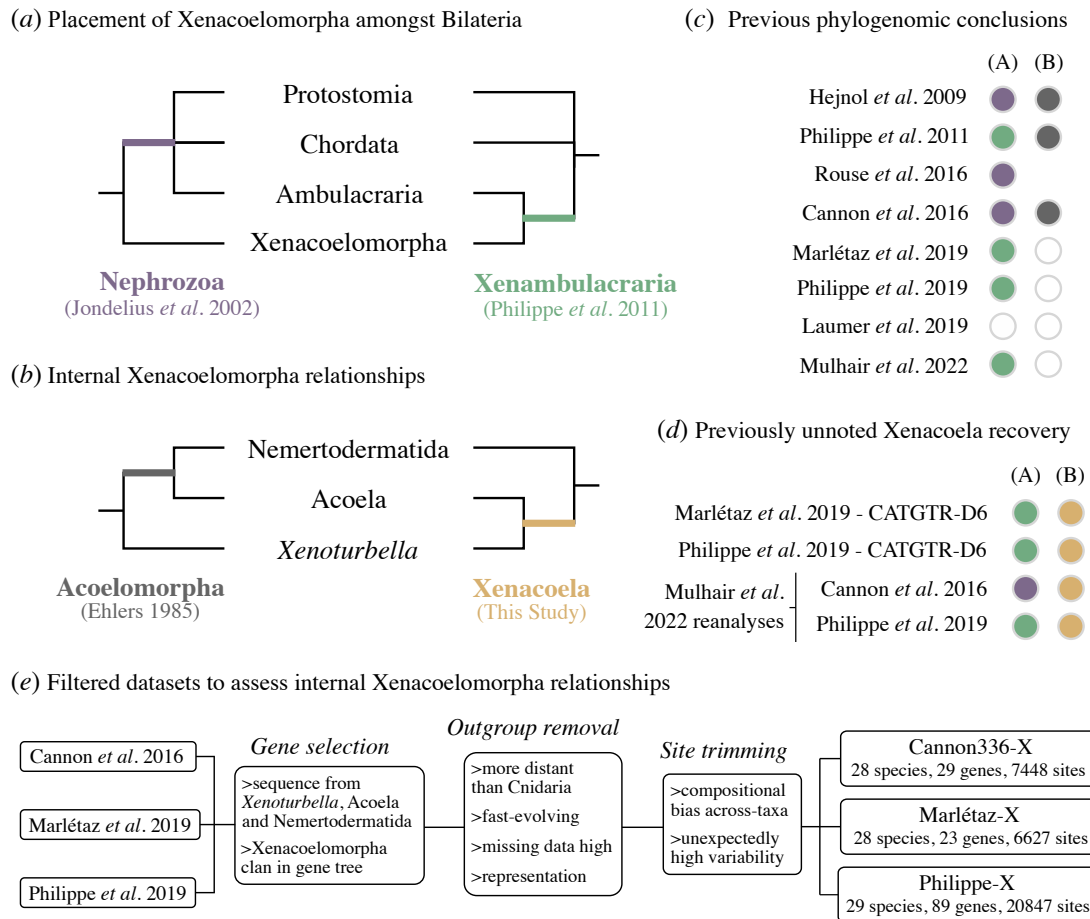 (a) Placement of Xenacoelomorpha amongst Bilateria
Protostomia
Chordata
Ambulacraria
Xenacoelomorpha
Nephrozoa
(Jondelius et al. 2002)
Xenambulacraria
(Philippe et al. 2011)
(b) Internal Xenacoelomorpha relationships
Nemertodermatida
Acoela
Xenoturbella
Acoelomorpha
(Ehlers 1985)
Xenacoela
(This Study)
(c) Previous phylogenomic conclusions
(A) (B)
Hejnol et al. 2009
Philippe et al. 2011
Rouse et al. 2016
Cannon et al. 2016
Marlétaz et al. 2019
Philippe et al. 2019
Laumer et al. 2019
Mulhair et al. 2022
(d) Previously unnoted Xenacoela recovery
(A) (B)
Marlétaz et al. 2019 - CATGTR-D6
Philippe et al. 2019 - CATGTR-D6
Mulhair et al.
2022 reanalyses
Cannon et al. 2016
Philippe et al. 2019
(e) Filtered datasets to assess internal Xenacoelomorpha relationships
Cannon et al. 2016
Marlétaz et al. 2019
Philippe et al. 2019
Gene selection
>sequence from
Xenoturbella, Acoela
and Nemertodermatida
>Xenacoelomorpha
clan in gene tree
Outgroup removal
>more distant
than Cnidaria
>fast-evolving
>missing data high
>representation
Site trimming
>compositional
bias across-taxa
>unexpectedly
high variability
Cannon336-X
28 species, 29 genes, 7448 sites
Marlétaz-X
28 species, 23 genes, 6627 sites
Philippe-X
29 species, 89 genes, 20847 sites